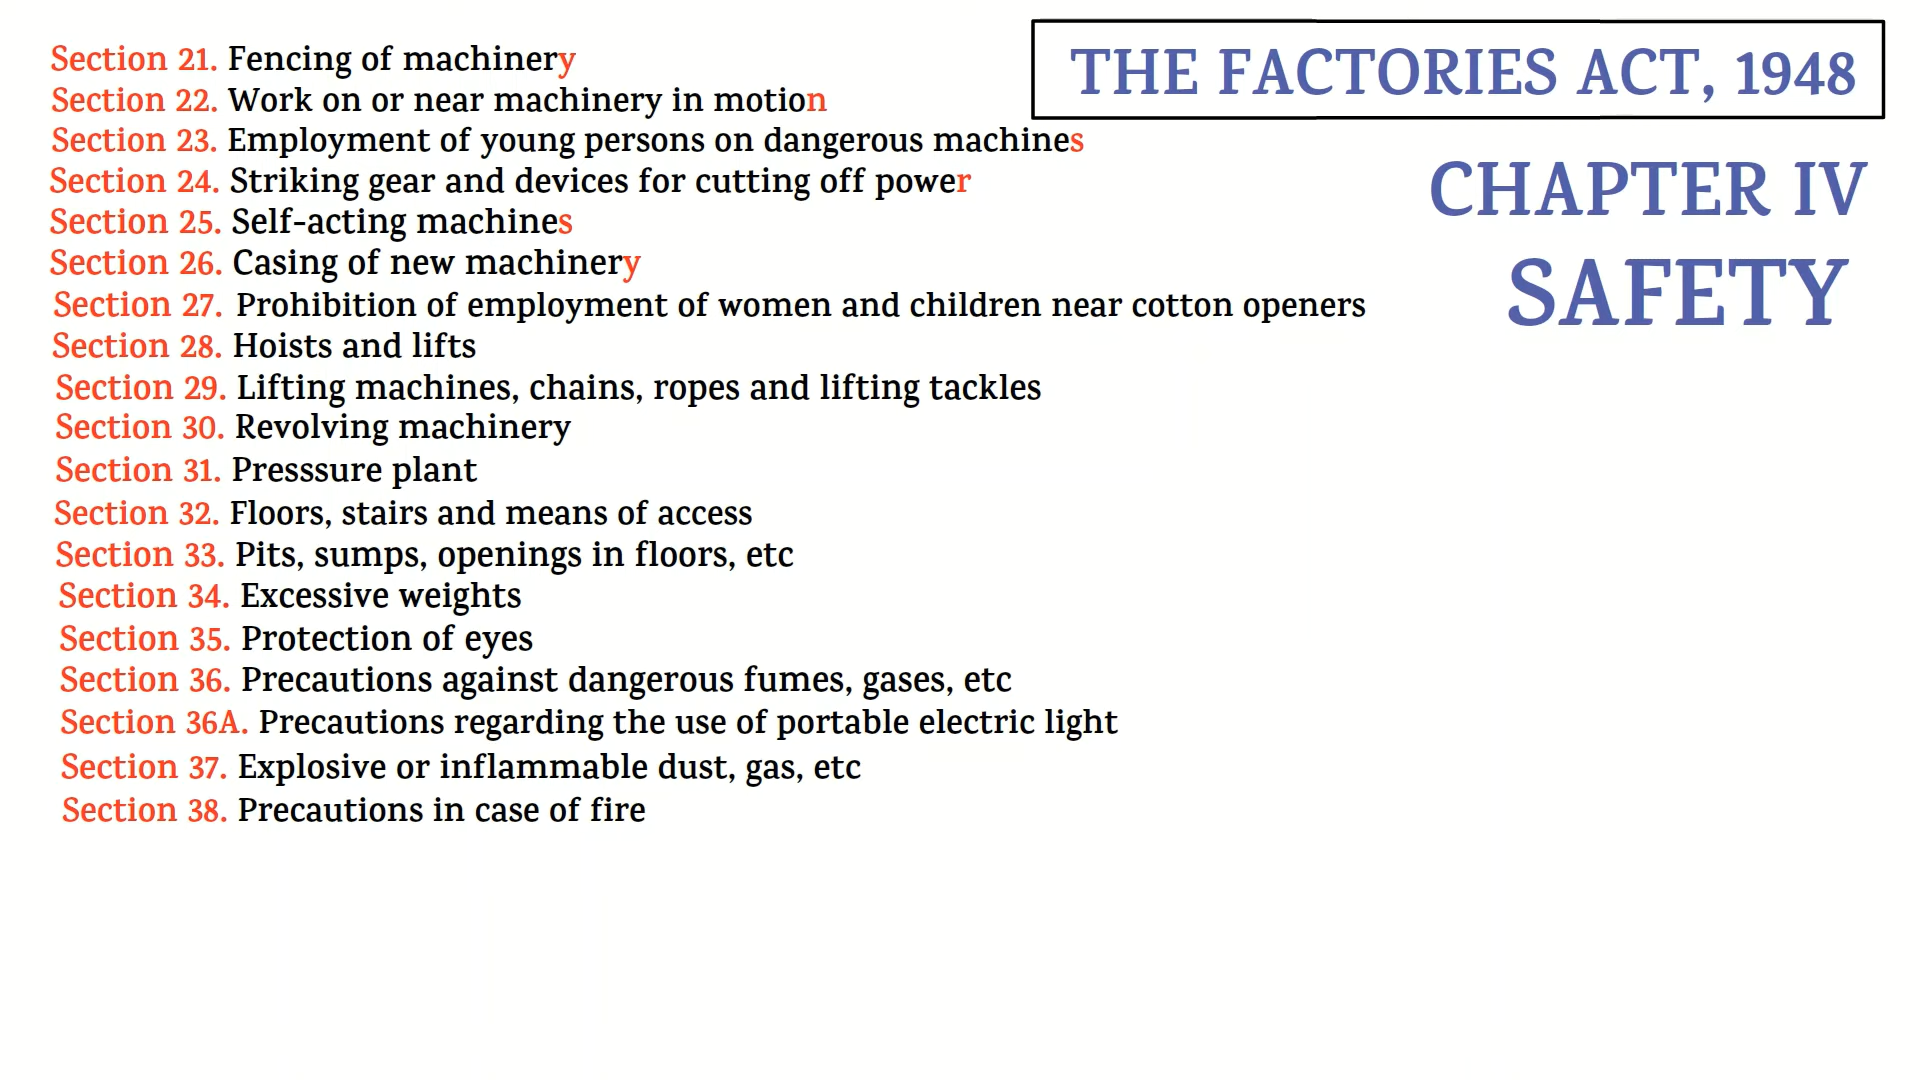 THE FACTORIES ACT, 1948
CHAPTER IV
SAFETY
Section 21. Fencing of machinery
Section 22. Work on or near machinery in motion
Section 23. Employment of young persons on dangerous machines
Section 24. Striking gear and devices for cutting off power
Section 25. Self-acting machines
Section 26. Casing of new machinery
Section 27. Prohibition of employment of women and children near cotton openers
Section 28. Hoists and lifts
Section 29. Lifting machines, chains, ropes and lifting tackles
Section 30. Revolving machinery
Section 31. Presssure plant
Section 32. Floors, stairs and means of access
Section 33. Pits, sumps, openings in floors, etc
Section 34. Excessive weights
Section 35. Protection of eyes
Section 36. Precautions against dangerous fumes, gases, etc
Section 36A. Precautions regarding the use of portable electric light
Section 37. Explosive or inflammable dust, gas, etc
Section 38. Precautions in case of fire